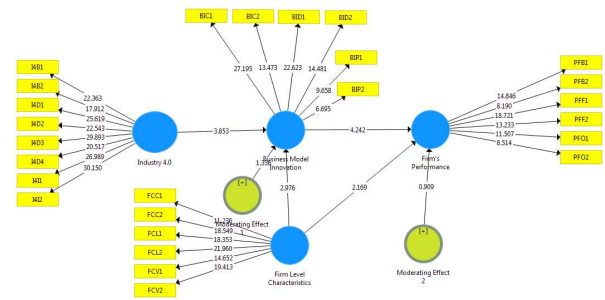 BIC1
BIC2
BID1
BID2
BIP1
BIP2
27.195
13.473
22.623
14.481
9.658
6.695
I4B1
I4B2
I4D1
I4D2
I4D3
I4D4
I4I1
I4I2
22.363
17.912
25.619
22.543
29.893
20.517
26.989
30.150
Industry 4.0
3.853
Business Model
Innovation
4.242
Firm's
Performance
14.846
8.190
18.721
13.233
11.507
8.514
PFB1
PFB2
PFF1
PFF2
PFO1
PFO2
2.976
2.169
0.909
[+]
Moderating Effect
1
[+]
Moderating Effect
2
FCC1
FCC2
FCL1
FCL2
FCV1
FCV2
18.549
18.353
21.960
14.652
19.413
Firm Level
Characteristics